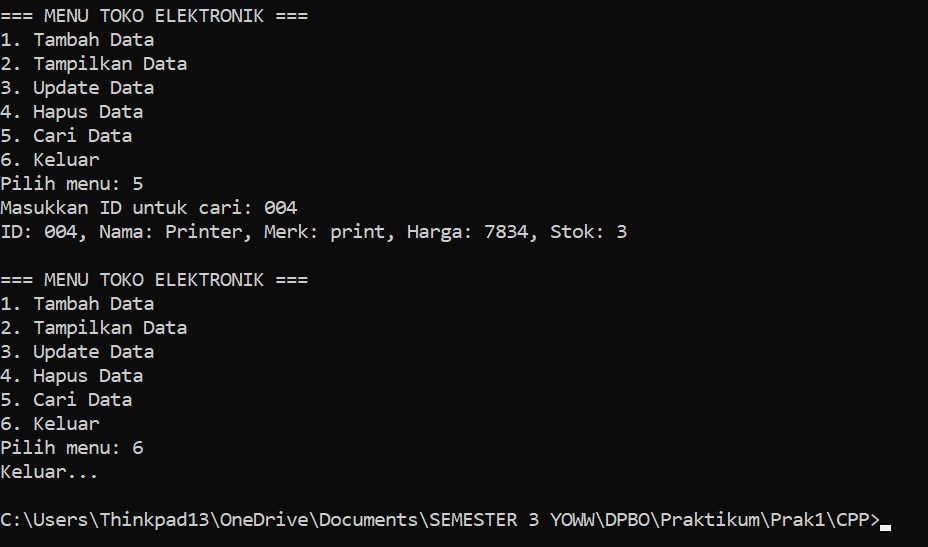 === MENU TOKO ELEKTRONIK ===
1. Tambah Data
2. Tampilkan Data
3. Update Data
4. Hapus Data
5. Cari Data
6. Keluar
Pilih menu: 5
Masukkan ID untuk cari: 004
ID: 004, Nama: Printer, Merk: print, Harga: 7834, Stok: 3

=== MENU TOKO ELEKTRONIK ===
1. Tambah Data
2. Tampilkan Data
3. Update Data
4. Hapus Data
5. Cari Data
6. Keluar
Pilih menu: 6
Keluar...

C:\Users\Thinkpad13\OneDrive\Documents\SEMESTER 3 YOWW\DPBO\Praktikum\Prak1\CPP>